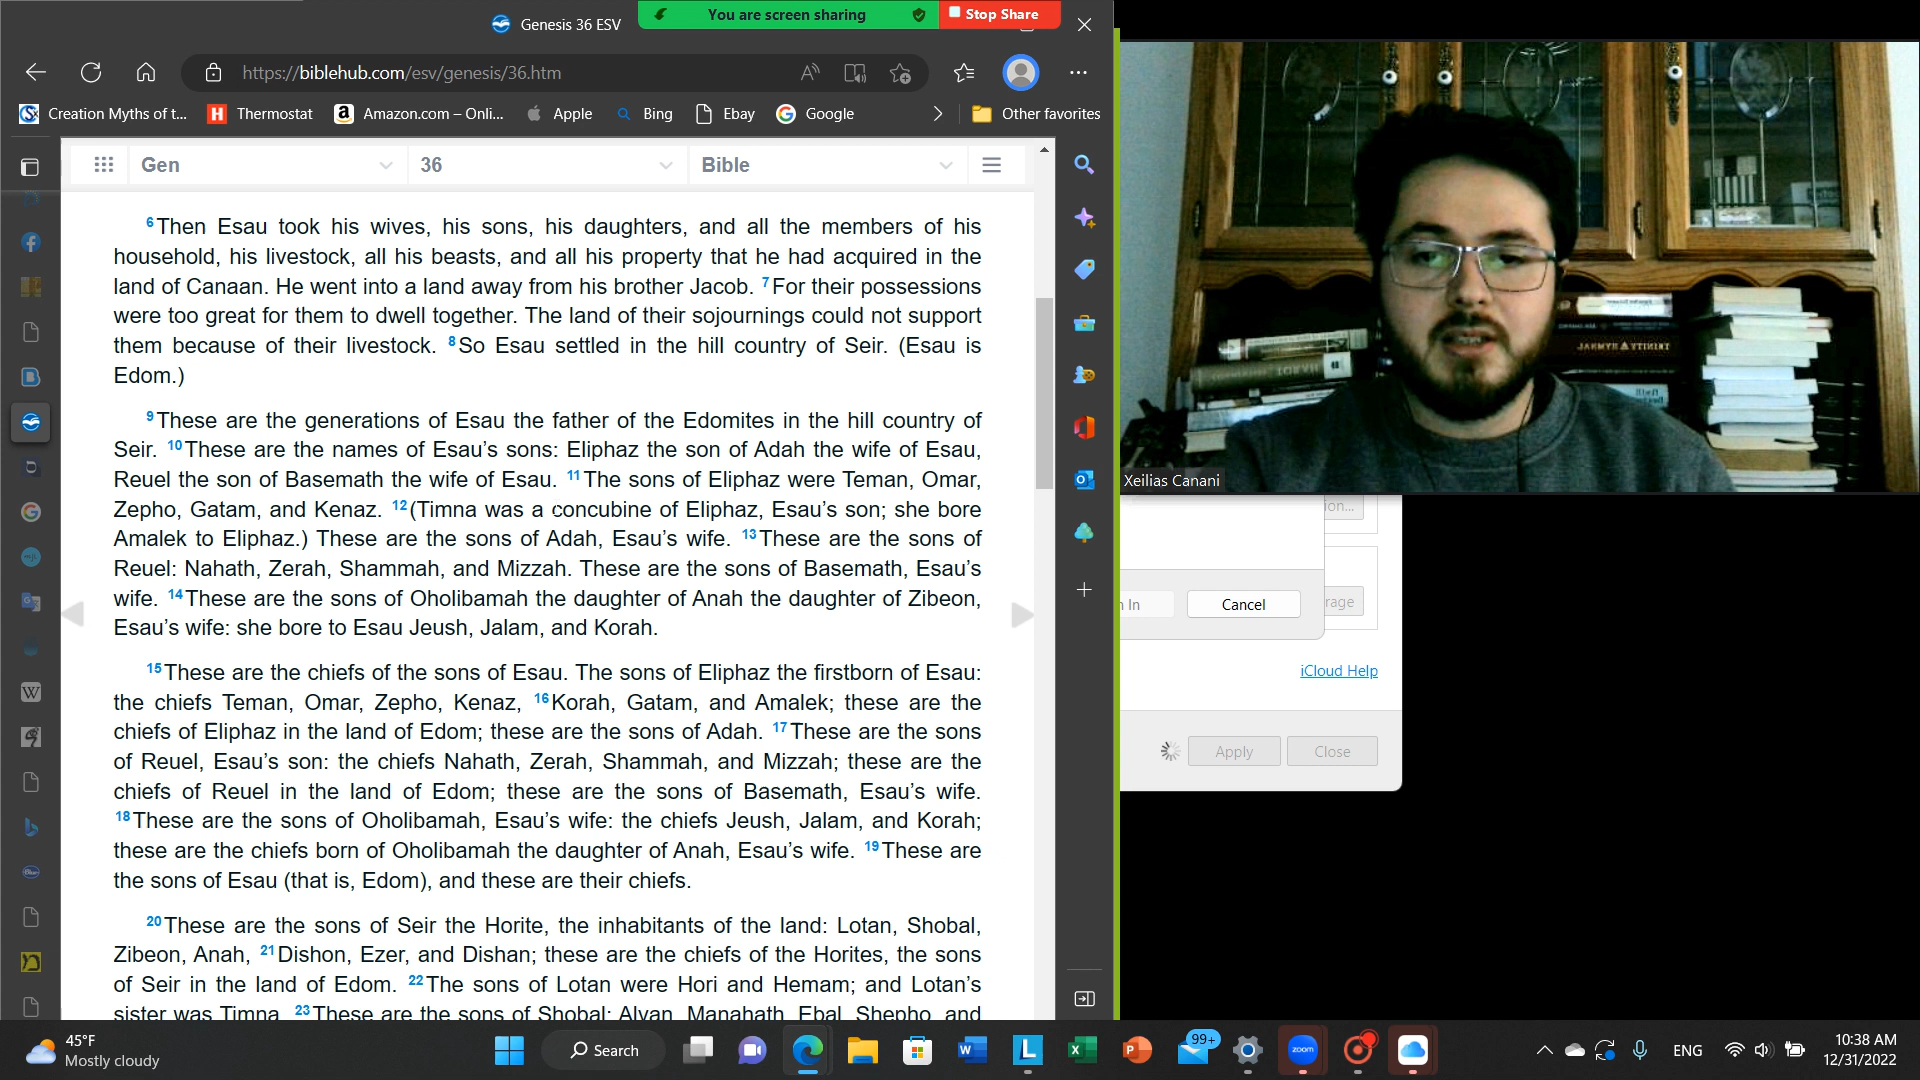 Genesis 36 ESV
You are screen sharing
Stop Share
https://biblehub.com/esv/genesis/36.htm
Creation Myths of t...
Thermostat
Amazon.com – Onli...
Apple
Bing
Ebay
Google
Other favorites
Gen
36
Bible
6Then Esau took his wives, his sons, his daughters, and all the members of his
household, his livestock, all his beasts, and all his property that he had acquired in the
land of Canaan. He went into a land away from his brother Jacob. 7For their possessions
were too great for them to dwell together. The land of their sojournings could not support
them because of their livestock. 8So Esau settled in the hill country of Seir. (Esau is
Edom.)
9These are the generations of Esau the father of the Edomites in the hill country of
Seir. 10These are the names of Esau’s sons: Eliphaz the son of Adah the wife of Esau,
Reuel the son of Basemath the wife of Esau. 11The sons of Eliphaz were Teman, Omar,
Zepho, Gatam, and Kenaz. 12(Timna was a concubine of Eliphaz, Esau’s son; she bore
Amalek to Eliphaz.) These are the sons of Adah, Esau’s wife. 13These are the sons of
Reuel: Nahath, Zerah, Shammah, and Mizzah. These are the sons of Basemath, Esau’s
wife. 14These are the sons of Oholibamah the daughter of Anah the daughter of Zibeon,
Esau’s wife: she bore to Esau Jeush, Jalam, and Korah.
15These are the chiefs of the sons of Esau. The sons of Eliphaz the firstborn of Esau:
the chiefs Teman, Omar, Zepho, Kenaz, 16Korah, Gatam, and Amalek; these are the
chiefs of Eliphaz in the land of Edom; these are the sons of Adah. 17These are the sons
of Reuel, Esau’s son: the chiefs Nahath, Zerah, Shammah, and Mizzah; these are the
chiefs of Reuel in the land of Edom; these are the sons of Basemath, Esau’s wife.
18These are the sons of Oholibamah, Esau’s wife: the chiefs Jeush, Jalam, and Korah;
these are the chiefs born of Oholibamah the daughter of Anah, Esau’s wife. 19These are
the sons of Esau (that is, Edom), and these are their chiefs.
20These are the sons of Seir the Horite, the inhabitants of the land: Lotan, Shobal,
Zibeon, Anah, 21Dishon, Ezer, and Dishan; these are the chiefs of the Horites, the sons
of Seir in the land of Edom. 22The sons of Lotan were Hori and Hemam; and Lotan’s
sister was Timna. 23These are the sons of Shobal: Alvan, Manahath, Ebal, Shepho, and
TRINITY HYMNAL
Xeilias Canani
ion...
n In
Cancel
rage
iCloud Help
Apply
Close
45°F
Mostly cloudy
Search
99+
zoom
ENG
10:38 AM
12/31/2022